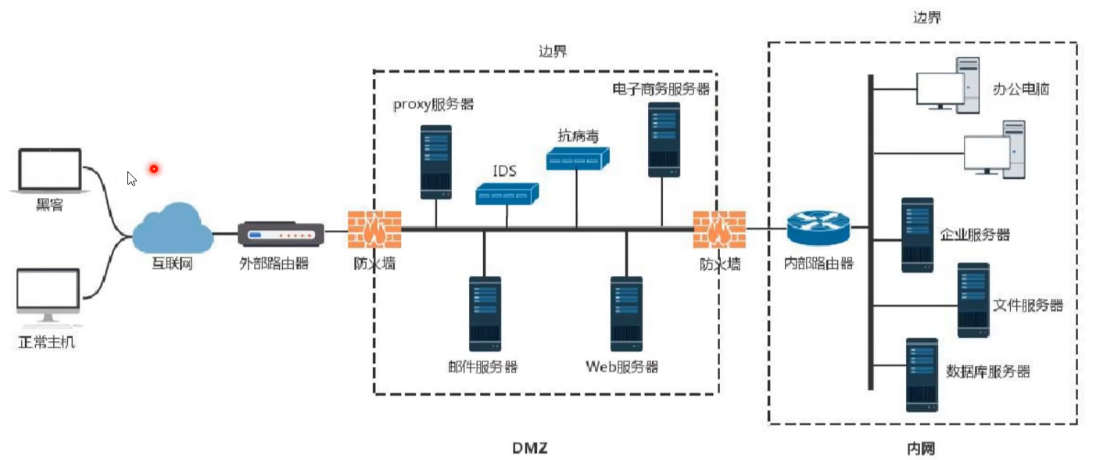 边界
边界
proxy服务器
电子商务服务器
抗病毒
IDS
办公电脑
黑客
互联网
外部路由器
防火墙
防火墙
内部路由器
企业服务器
文件服务器
正常主机
邮件服务器
Web服务器
数据库服务器
DMZ
内网